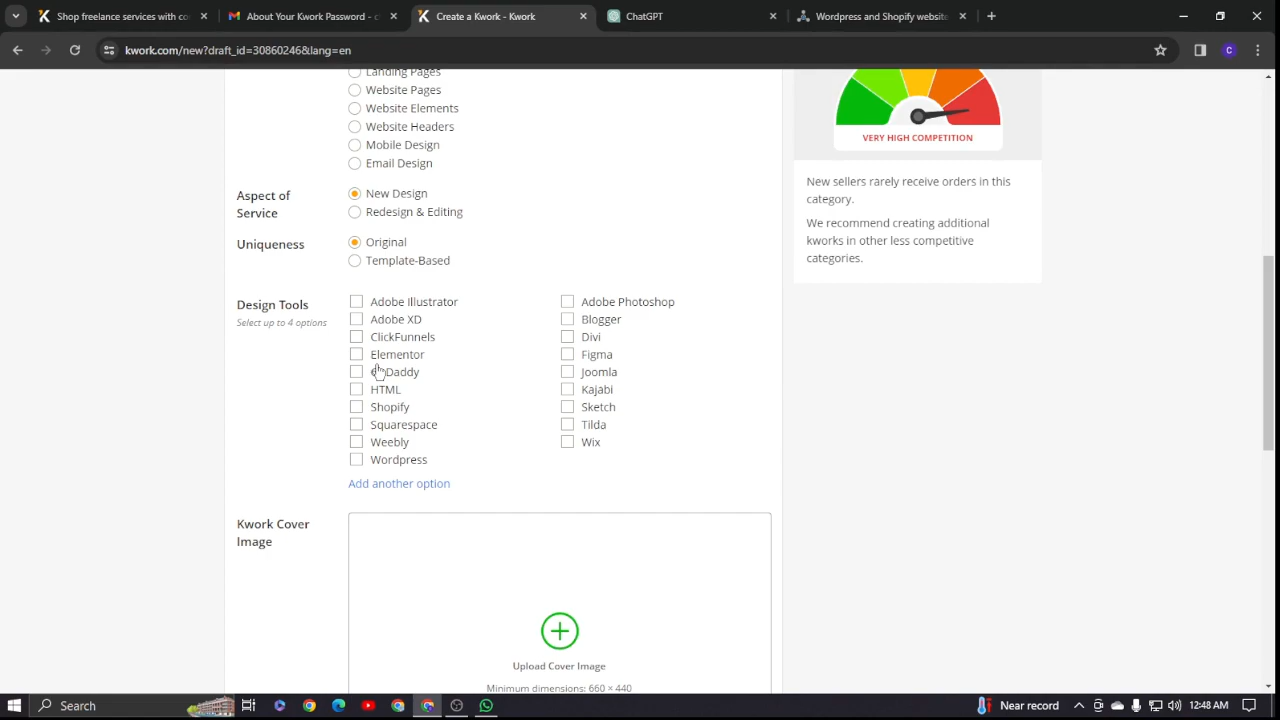 Shop freelance services with co
About Your Kwork Password - c
Create a Kwork - Kwork
ChatGPT
Wordpress and Shopify website
kwork.com/new?draft_id=30860246&lang=en
C
Landing Pages
Website Pages
Website Elements
Website Headers
Mobile Design
Email Design
VERY HIGH COMPETITION
New sellers rarely receive orders in this
category.
We recommend creating additional
kworks in other less competitive
categories.
Aspect of
Service
New Design
Redesign & Editing
Uniqueness
Original
Template-Based
Design Tools
Select up to 4 options
Adobe Illustrator
Adobe Photoshop
Adobe XD
Blogger
ClickFunnels
Divi
Elementor
Figma
GoDaddy
Joomla
HTML
Kajabi
Shopify
Sketch
Squarespace
Tilda
Weebly
Wix
Wordpress
Add another option
Kwork Cover
Image
Upload Cover Image
Minimum dimensions: 660 × 440
Search
Near record
12:48 AM